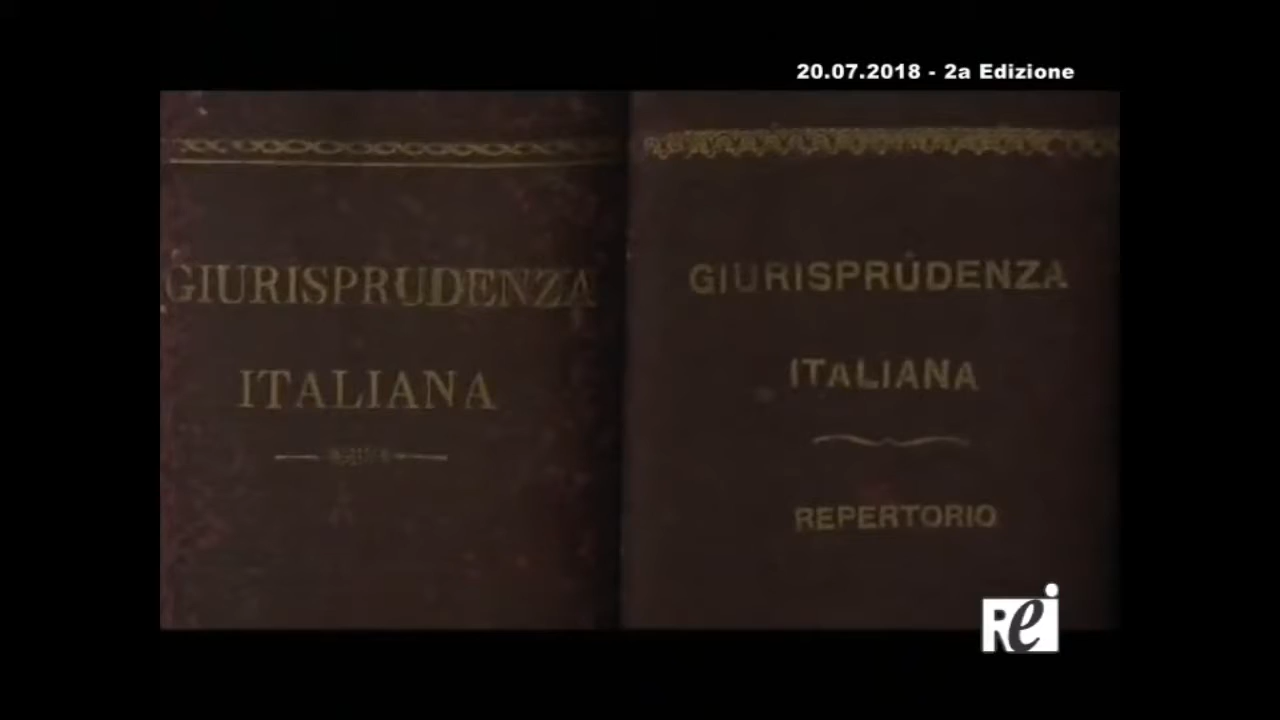 20.07.2018 - 2a Edizione
GIURISPRUDENZA
ITALIANA
GIURISPRUDENZA
ITALIANA
REPERTORIO
Rei